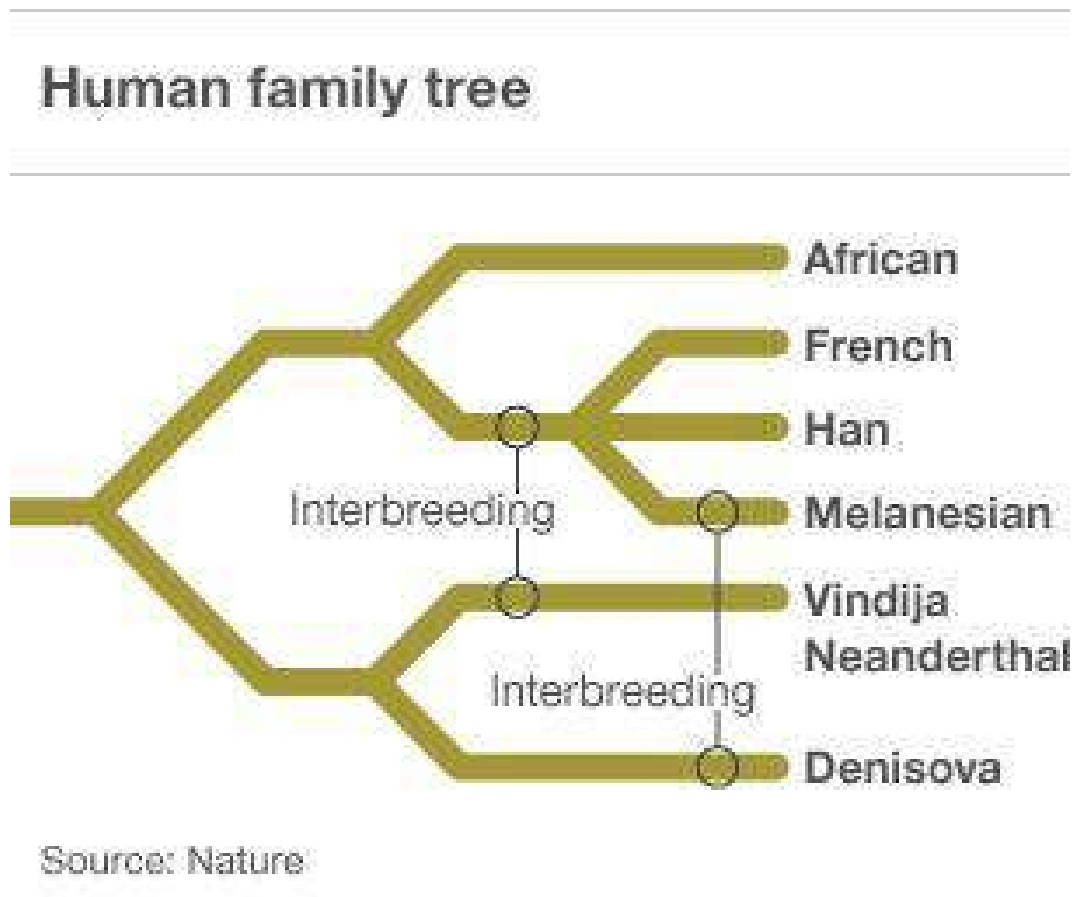 Human family tree
African
French
Han
Interbreeding
Melanesian
Vindija
Neanderthal
Interbreeding
Denisova
Source: Nature